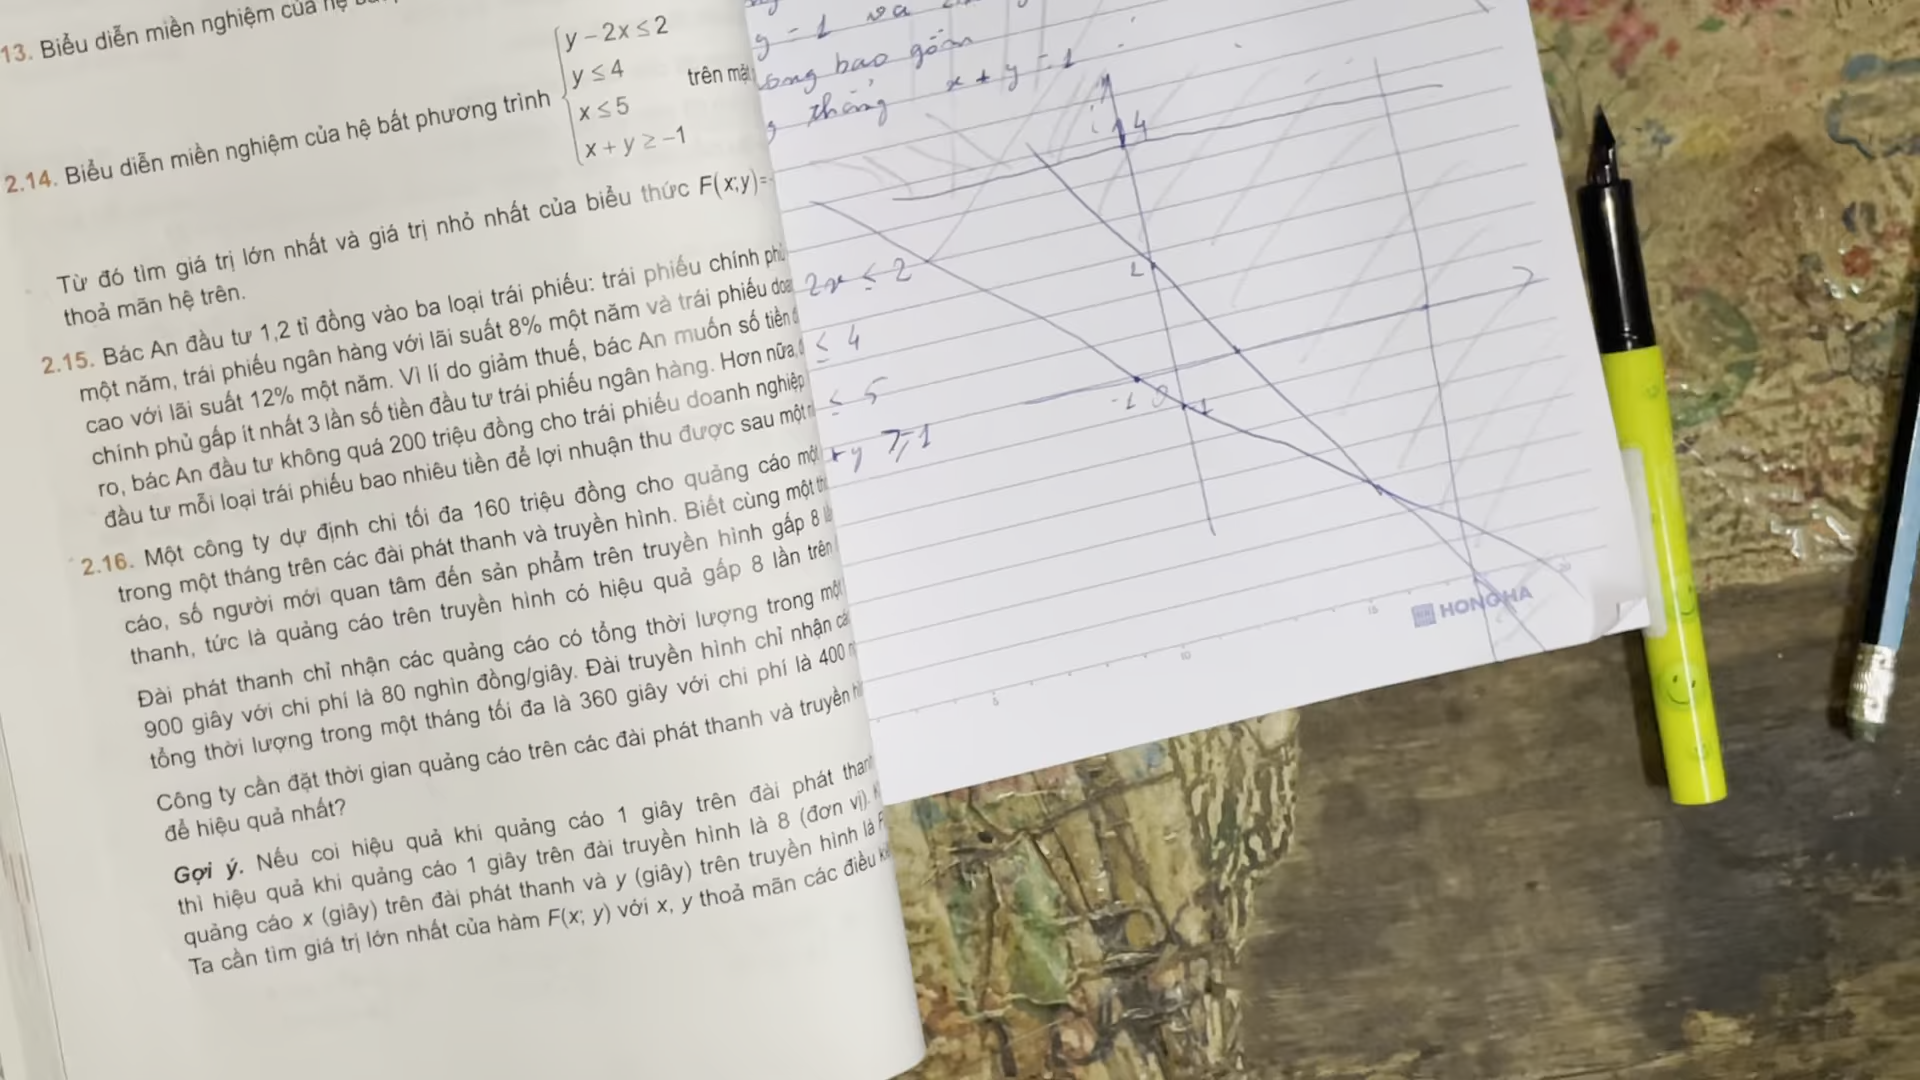 13. Biểu diễn miền nghiệm của hệ
2.14. Biểu diễn miền nghiệm của hệ bất phương trình
y − 2x ≤ 2
y ≤ 4
x ≤ 5
x + y ≥ −1
trên mặt
Từ đó tìm giá trị lớn nhất và giá trị nhỏ nhất của biểu thức F(x;y)=
thoả mãn hệ trên.
2.15. Bác An đầu tư 1,2 tỉ đồng vào ba loại trái phiếu: trái phiếu chính phủ
một năm, trái phiếu ngân hàng với lãi suất 8% một năm và trái phiếu
cao với lãi suất 12% một năm. Vì lí do giảm thuế, bác An muốn số tiền
chính phủ gấp ít nhất 3 lần số tiền đầu tư trái phiếu ngân hàng. Hơn nữa,
ro, bác An đầu tư không quá 200 triệu đồng cho trái phiếu doanh nghiệp
đầu tư mỗi loại trái phiếu bao nhiêu tiền để lợi nhuận thu được sau một
2.16. Một công ty dự định chi tối đa 160 triệu đồng cho quảng cáo
trong một tháng trên các đài phát thanh và truyền hình. Biết cùng một
cáo, số người mới quan tâm đến sản phẩm trên truyền hình gấp 8
thanh, tức là quảng cáo trên truyền hình có hiệu quả gấp 8 lần trên
Đài phát thanh chỉ nhận các quảng cáo có tổng thời lượng trong một
900 giây với chi phí là 80 nghìn đồng/giây. Đài truyền hình chỉ nhận
tổng thời lượng trong một tháng tối đa là 360 giây với chi phí là 400
Công ty cần đặt thời gian quảng cáo trên các đài phát thanh và truyền
để hiệu quả nhất?
Gợi ý. Nếu coi hiệu quả khi quảng cáo 1 giây trên đài phát thanh
thì hiệu quả khi quảng cáo 1 giây trên đài truyền hình là 8 (đơn vị).
quảng cáo x (giây) trên đài phát thanh và y (giây) trên truyền hình là
Ta cần tìm giá trị lớn nhất của hàm F(x; y) với x, y thoả mãn các điều
y = 1 và
bao gồm
thẳng x + y = 1
2x ≤ 2
≤ 4
≤ 5
+ y ≥ 1
4
2
-1 O 1
5
10
15
20
HONG HA